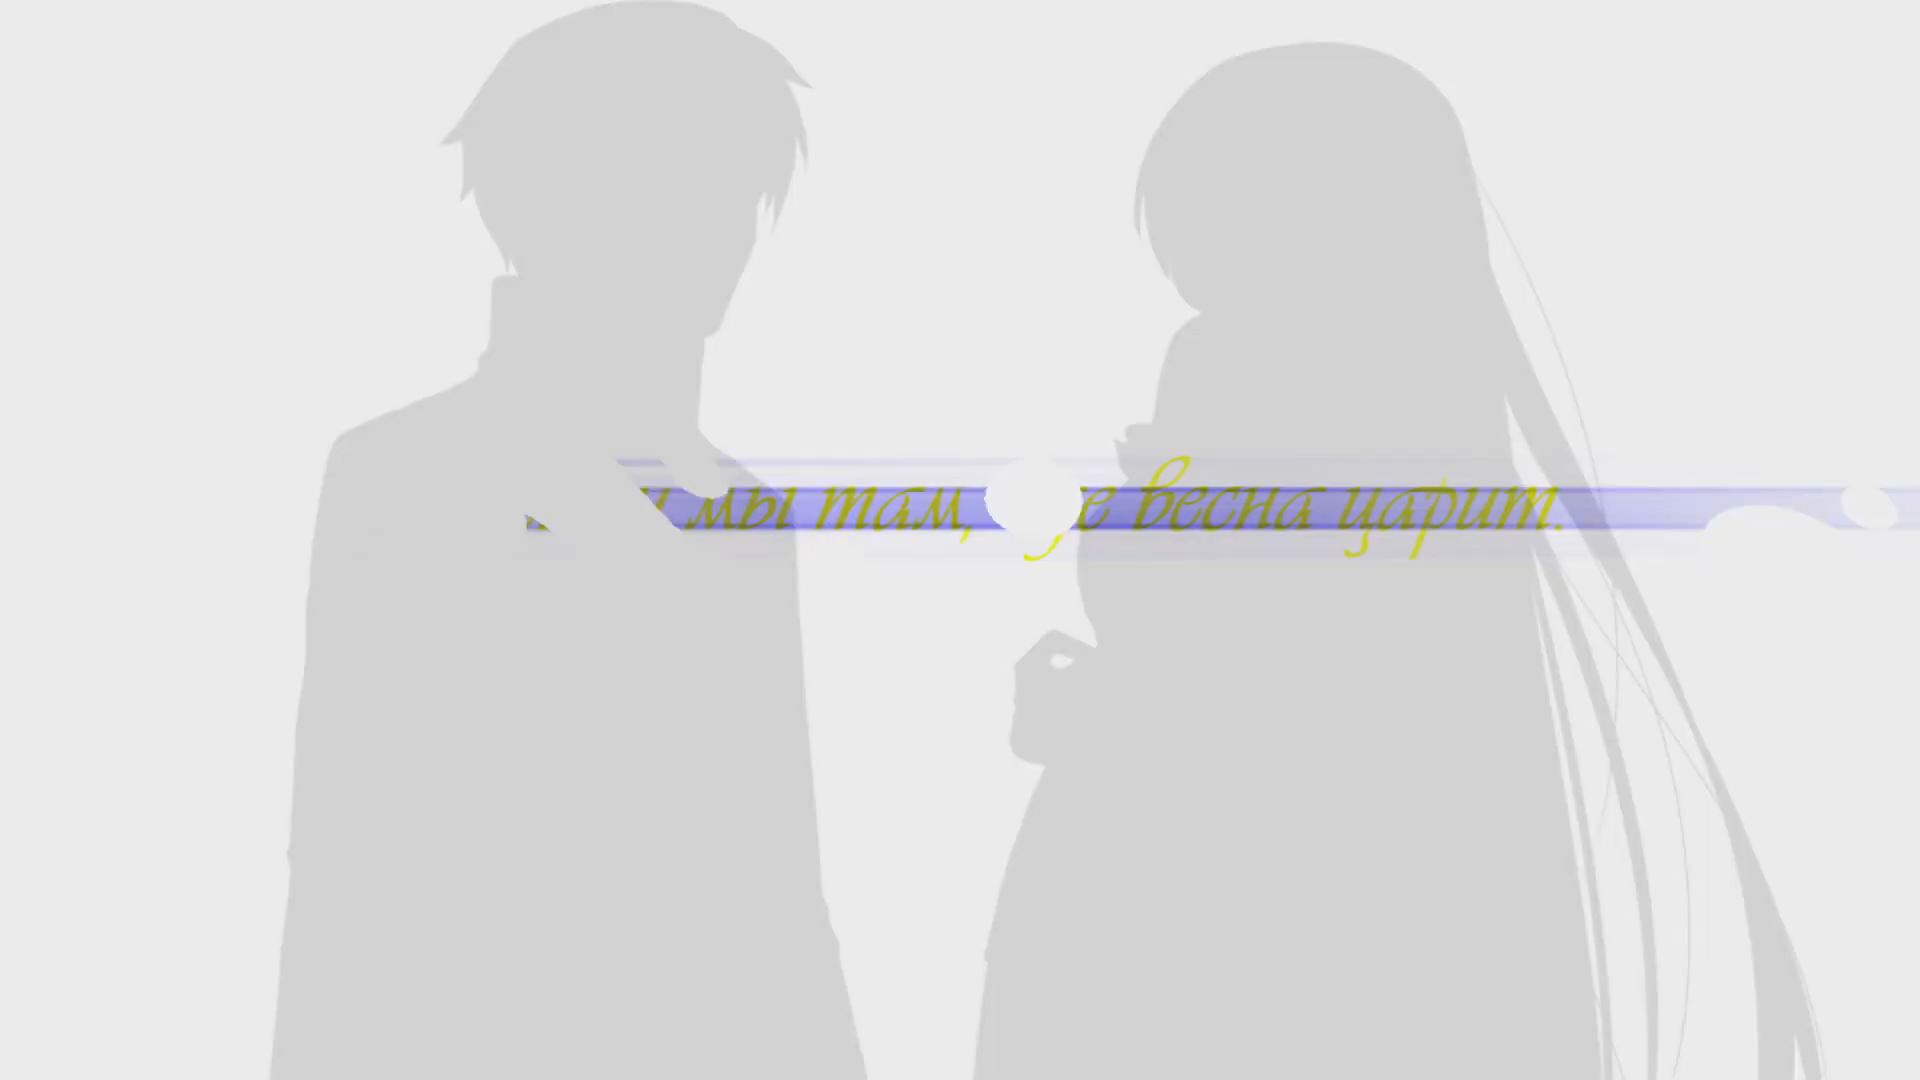 мы там, весна царит.